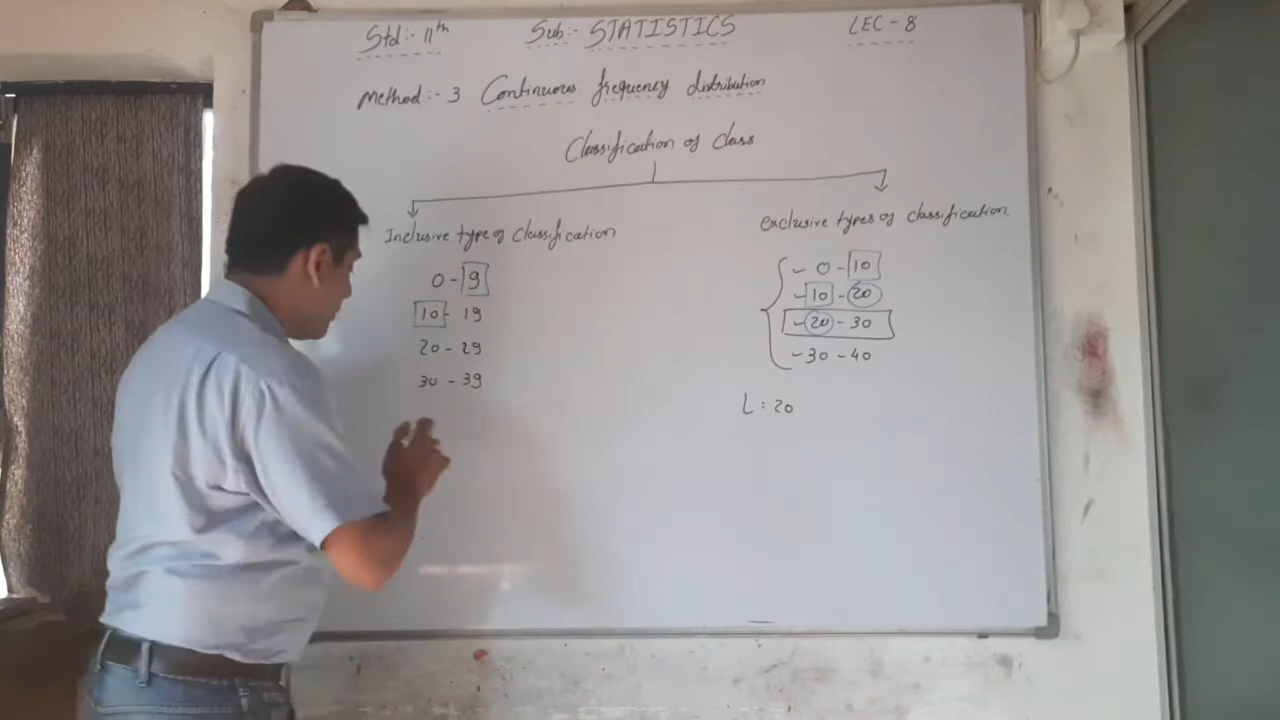 Std:- 11th Sub:- STATISTICS LEC - 8
Method:- 3 Continuous frequency distribution
Classification of class
Inclusive type of classification
0 - 9
10 - 19
20 - 29
30 - 39
Exclusive types of classification
- 0 - 10
- 10 - 20
- 20 - 30
- 30 - 40
L : 20